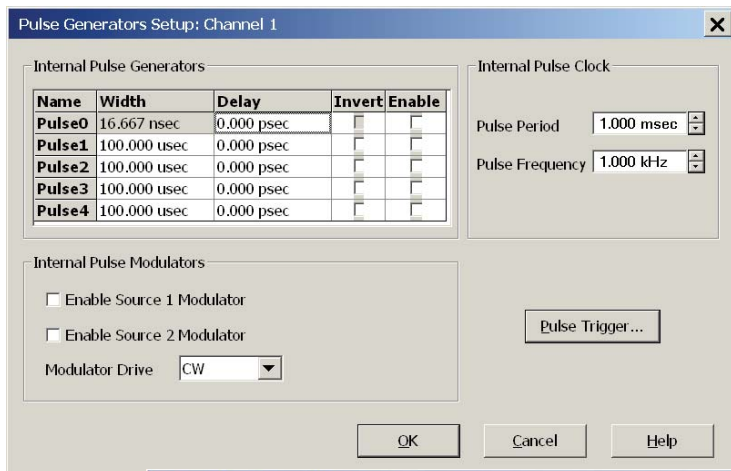 Pulse Generators Setup: Channel 1
Internal Pulse Generators
Name Width Delay Invert Enable
Pulse0 16.667 nsec 0.000 psec
Pulse1 100.000 usec 0.000 psec
Pulse2 100.000 usec 0.000 psec
Pulse3 100.000 usec 0.000 psec
Pulse4 100.000 usec 0.000 psec
Internal Pulse Clock
Pulse Period 1.000 msec
Pulse Frequency 1.000 kHz
Internal Pulse Modulators
Enable Source 1 Modulator
Enable Source 2 Modulator
Modulator Drive CW
Pulse Trigger...
OK Cancel Help